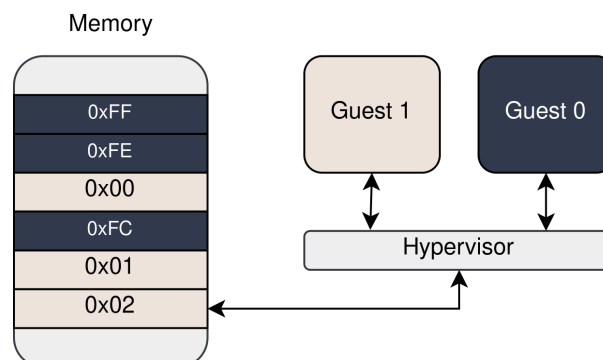 Memory
0xFF
0xFE
0x00
0xFC
0x01
0x02
Guest 1
Guest 0
Hypervisor